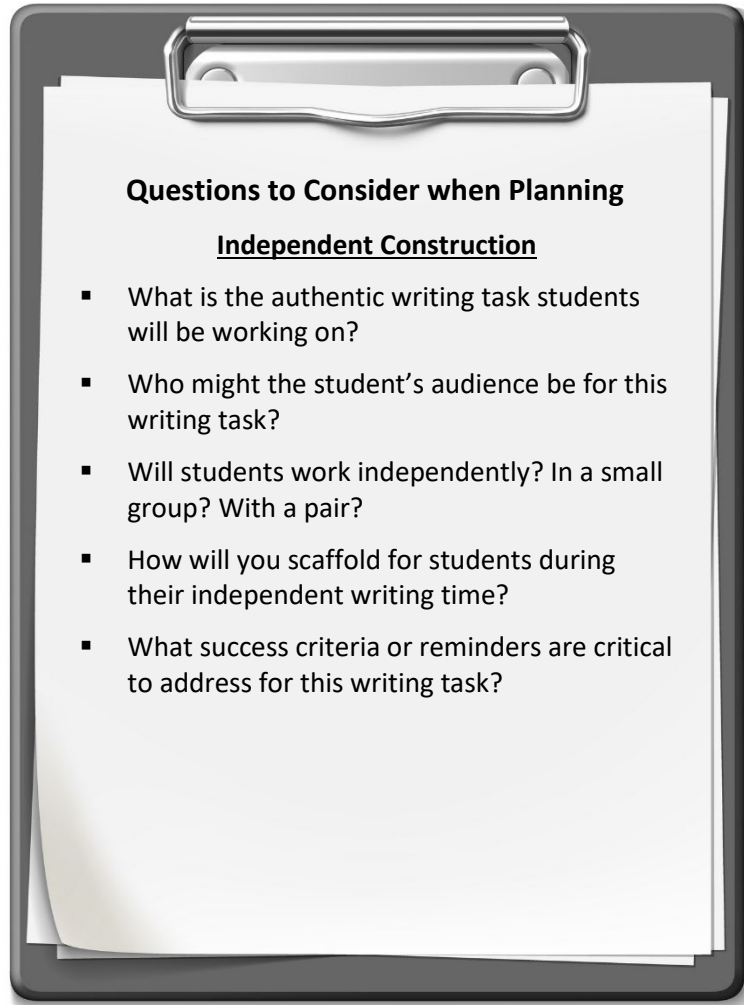 Questions to Consider when Planning
Independent Construction
▪ What is the authentic writing task students
will be working on?
▪ Who might the student’s audience be for this
writing task?
▪ Will students work independently? In a small
group? With a pair?
▪ How will you scaffold for students during
their independent writing time?
▪ What success criteria or reminders are critical
to address for this writing task?